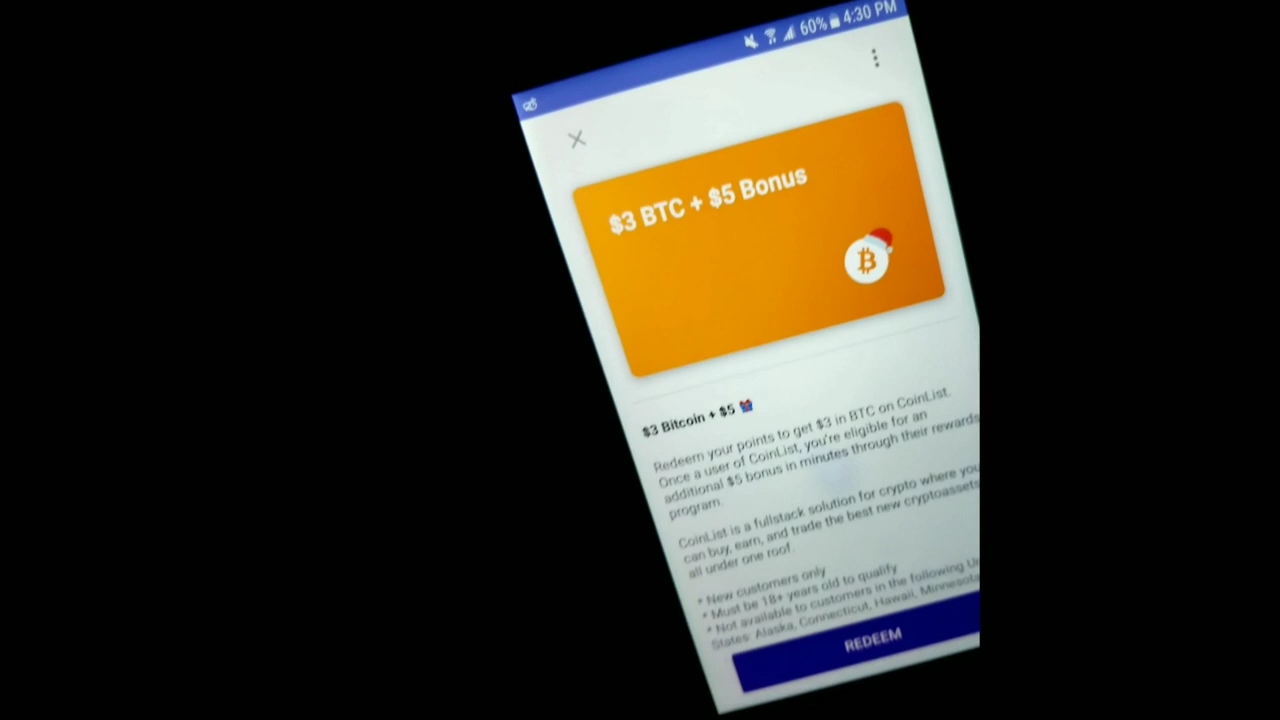 60% 4:30 PM
$3 BTC + $5 Bonus
$3 Bitcoin + $5
Redeem your points to get $3 in BTC on CoinList.
Once a user of CoinList, you're eligible for an
additional $5 bonus in minutes through their rewards
program.
CoinList is a fullstack solution for crypto where you
can buy, earn, and trade the best new cryptoassets
all under one roof.
* New customers only
* Must be 18+ years old to qualify
* Not available to customers in the following
States: Alaska, Connecticut, Hawaii, Minnesota
REDEEM